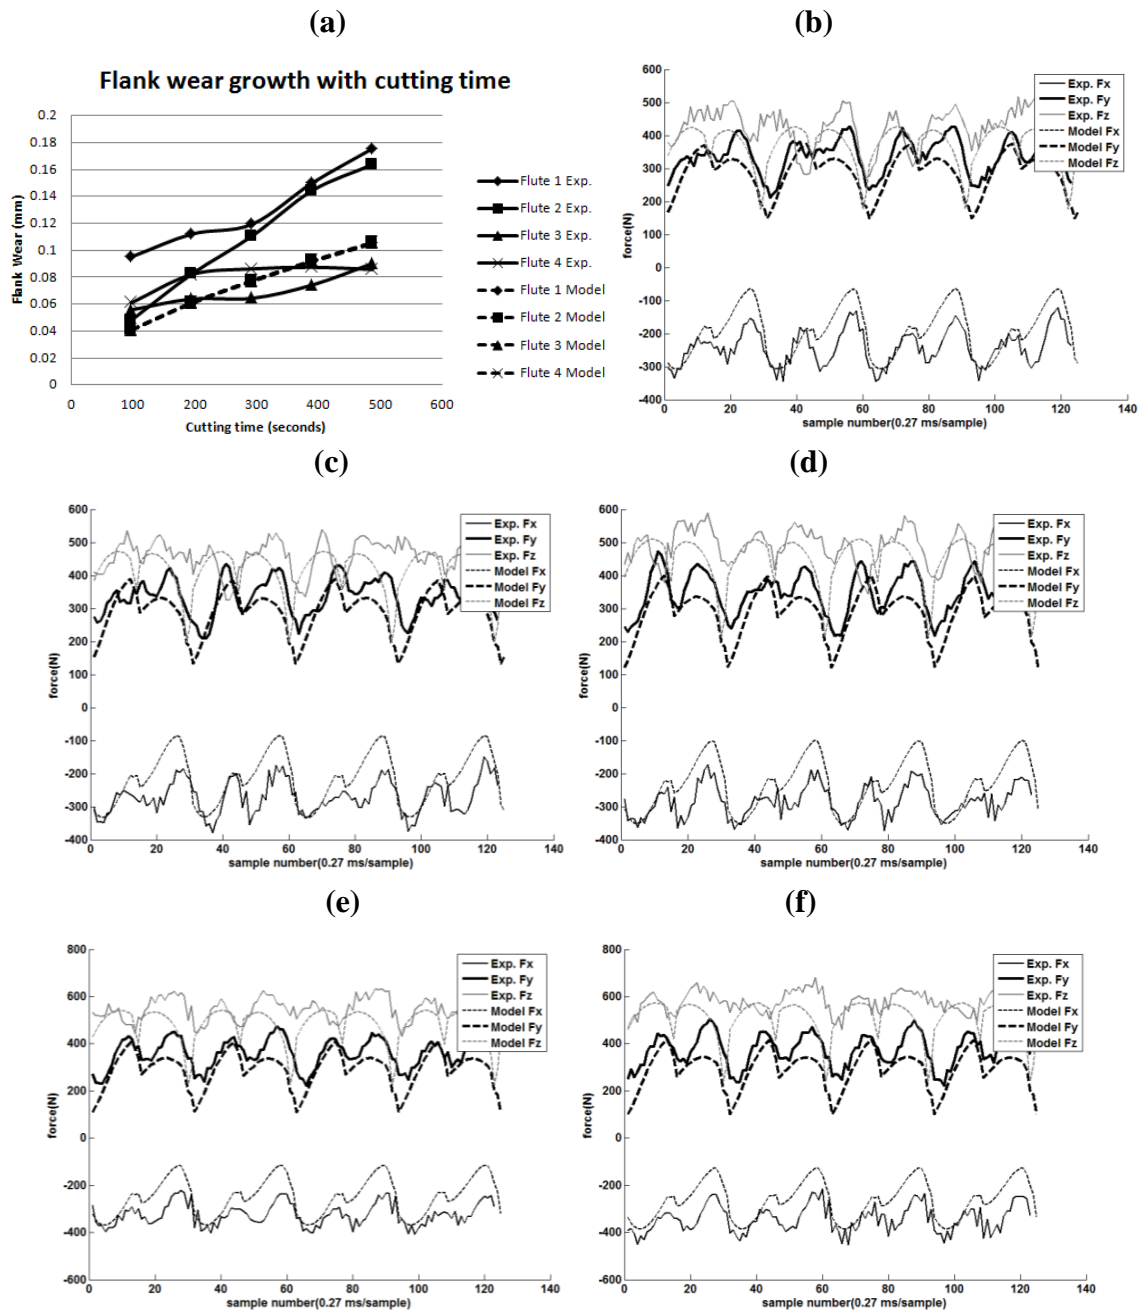 (a)
Flank wear growth with cutting time
0.2
0.18
0.16
0.14
0.12
0.1
0.08
0.06
0.04
0.02
0
Flank Wear (mm)
0 100 200 300 400 500 600
Cutting time (seconds)
Flute 1 Exp.
Flute 2 Exp.
Flute 3 Exp.
Flute 4 Exp.
Flute 1 Model
Flute 2 Model
Flute 3 Model
Flute 4 Model
(b)
600
500
400
300
200
100
0
-100
-200
-300
-400
force(N)
0 20 40 60 80 100 120 140
sample number(0.27 ms/sample)
Exp. Fx
Exp. Fy
Exp. Fz
Model Fx
Model Fy
Model Fz
(c)
600
500
400
300
200
100
0
-100
-200
-300
-400
force(N)
0 20 40 60 80 100 120 140
sample number(0.27 ms/sample)
Exp. Fx
Exp. Fy
Exp. Fz
Model Fx
Model Fy
Model Fz
(d)
600
500
400
300
200
100
0
-100
-200
-300
-400
force(N)
0 20 40 60 80 100 120 140
sample number(0.27 ms/sample)
Exp. Fx
Exp. Fy
Exp. Fz
Model Fx
Model Fy
Model Fz
(e)
800
600
400
200
0
-200
-400
-600
force(N)
0 20 40 60 80 100 120 140
sample number(0.27 ms/sample)
Exp. Fx
Exp. Fy
Exp. Fz
Model Fx
Model Fy
Model Fz
(f)
800
600
400
200
0
-200
-400
-600
force(N)
0 20 40 60 80 100 120 140
sample number(0.27 ms/sample)
Exp. Fx
Exp. Fy
Exp. Fz
Model Fx
Model Fy
Model Fz